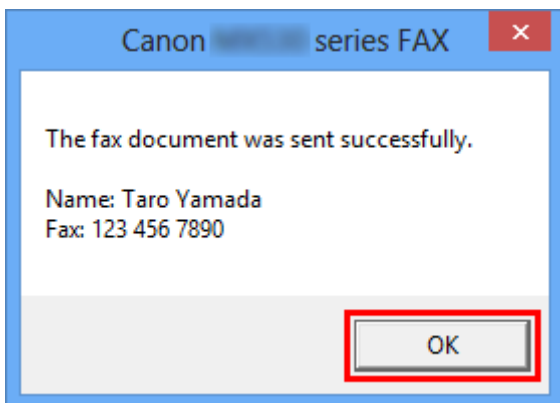 Canon series FAX
The fax document was sent successfully.
Name: Taro Yamada
Fax: 123 456 7890
OK